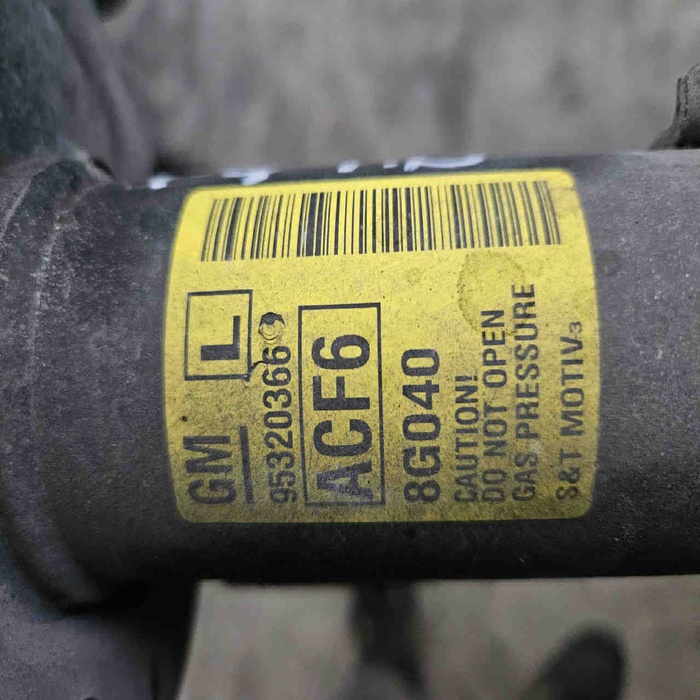 GM L
95320366
ACF6
8G040
CAUTION!
DO NOT OPEN
GAS PRESSURE
S&T MOTIV